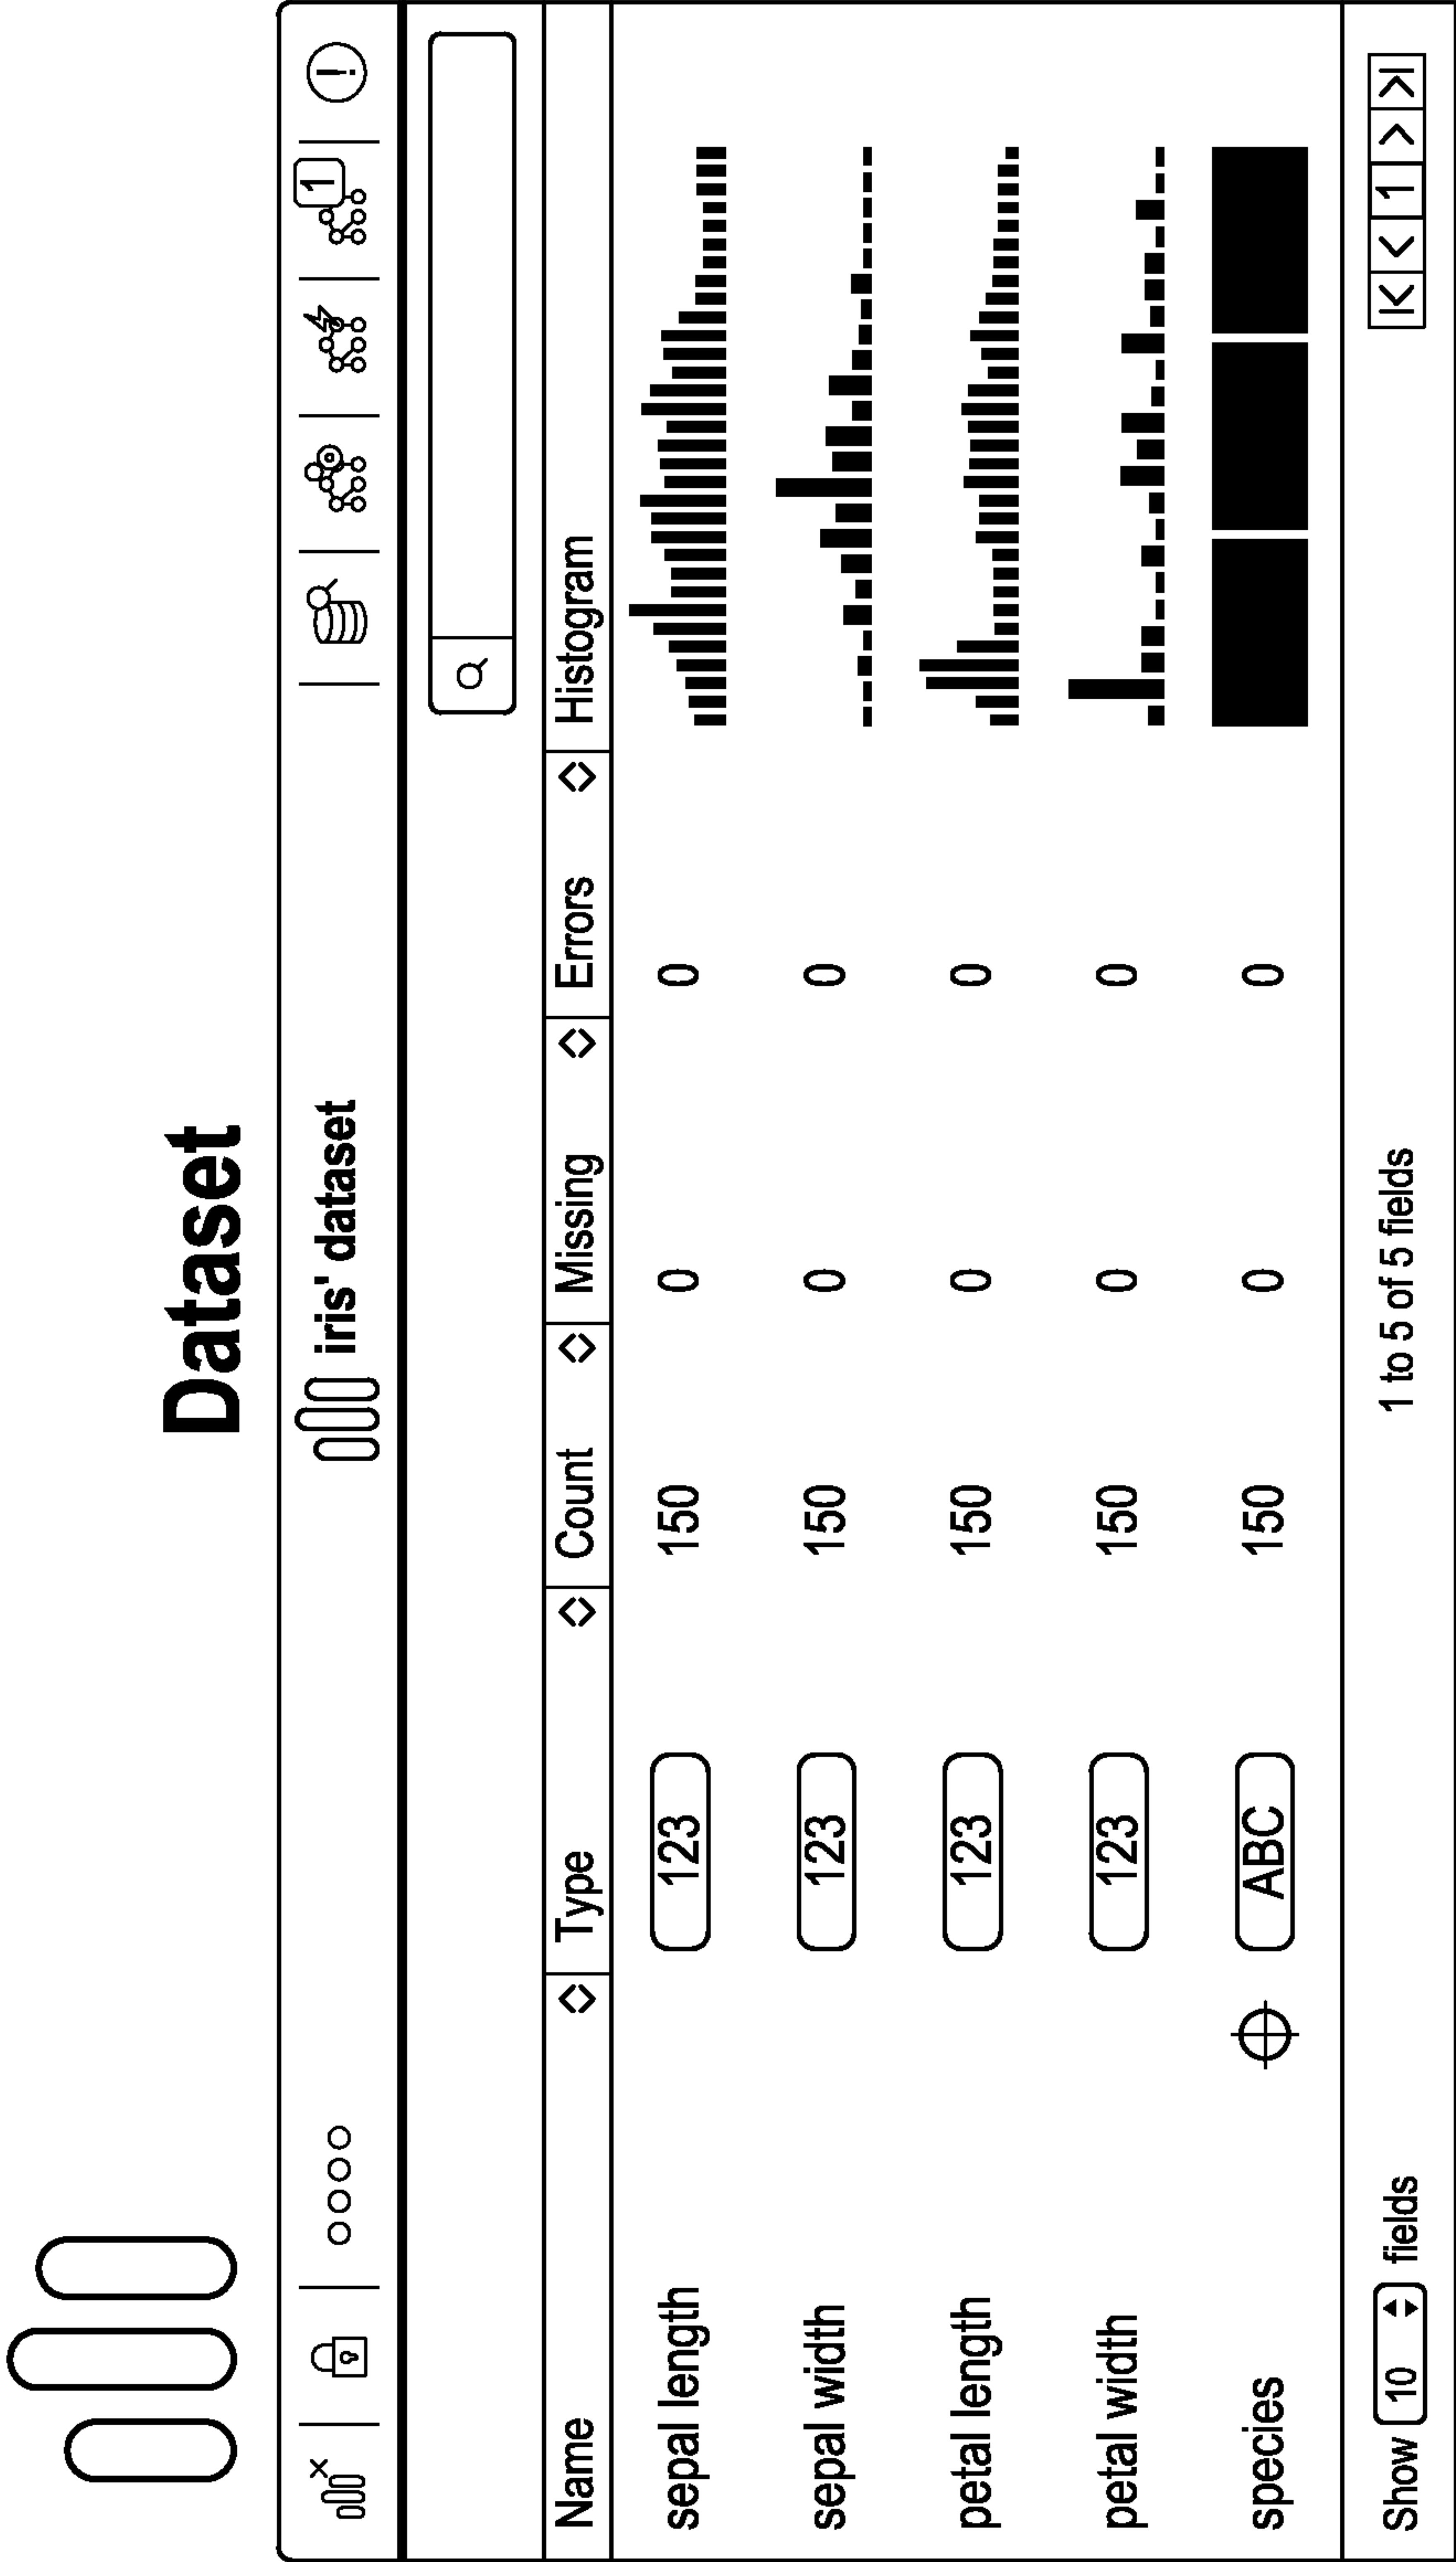 Dataset
iris' dataset
1
Name Type Count Missing Errors Histogram
sepal length 123 150 0 0
sepal width 123 150 0 0
petal length 123 150 0 0
petal width 123 150 0 0
species ABC 150 0 0
Show 10 fields 1 to 5 of 5 fields 1